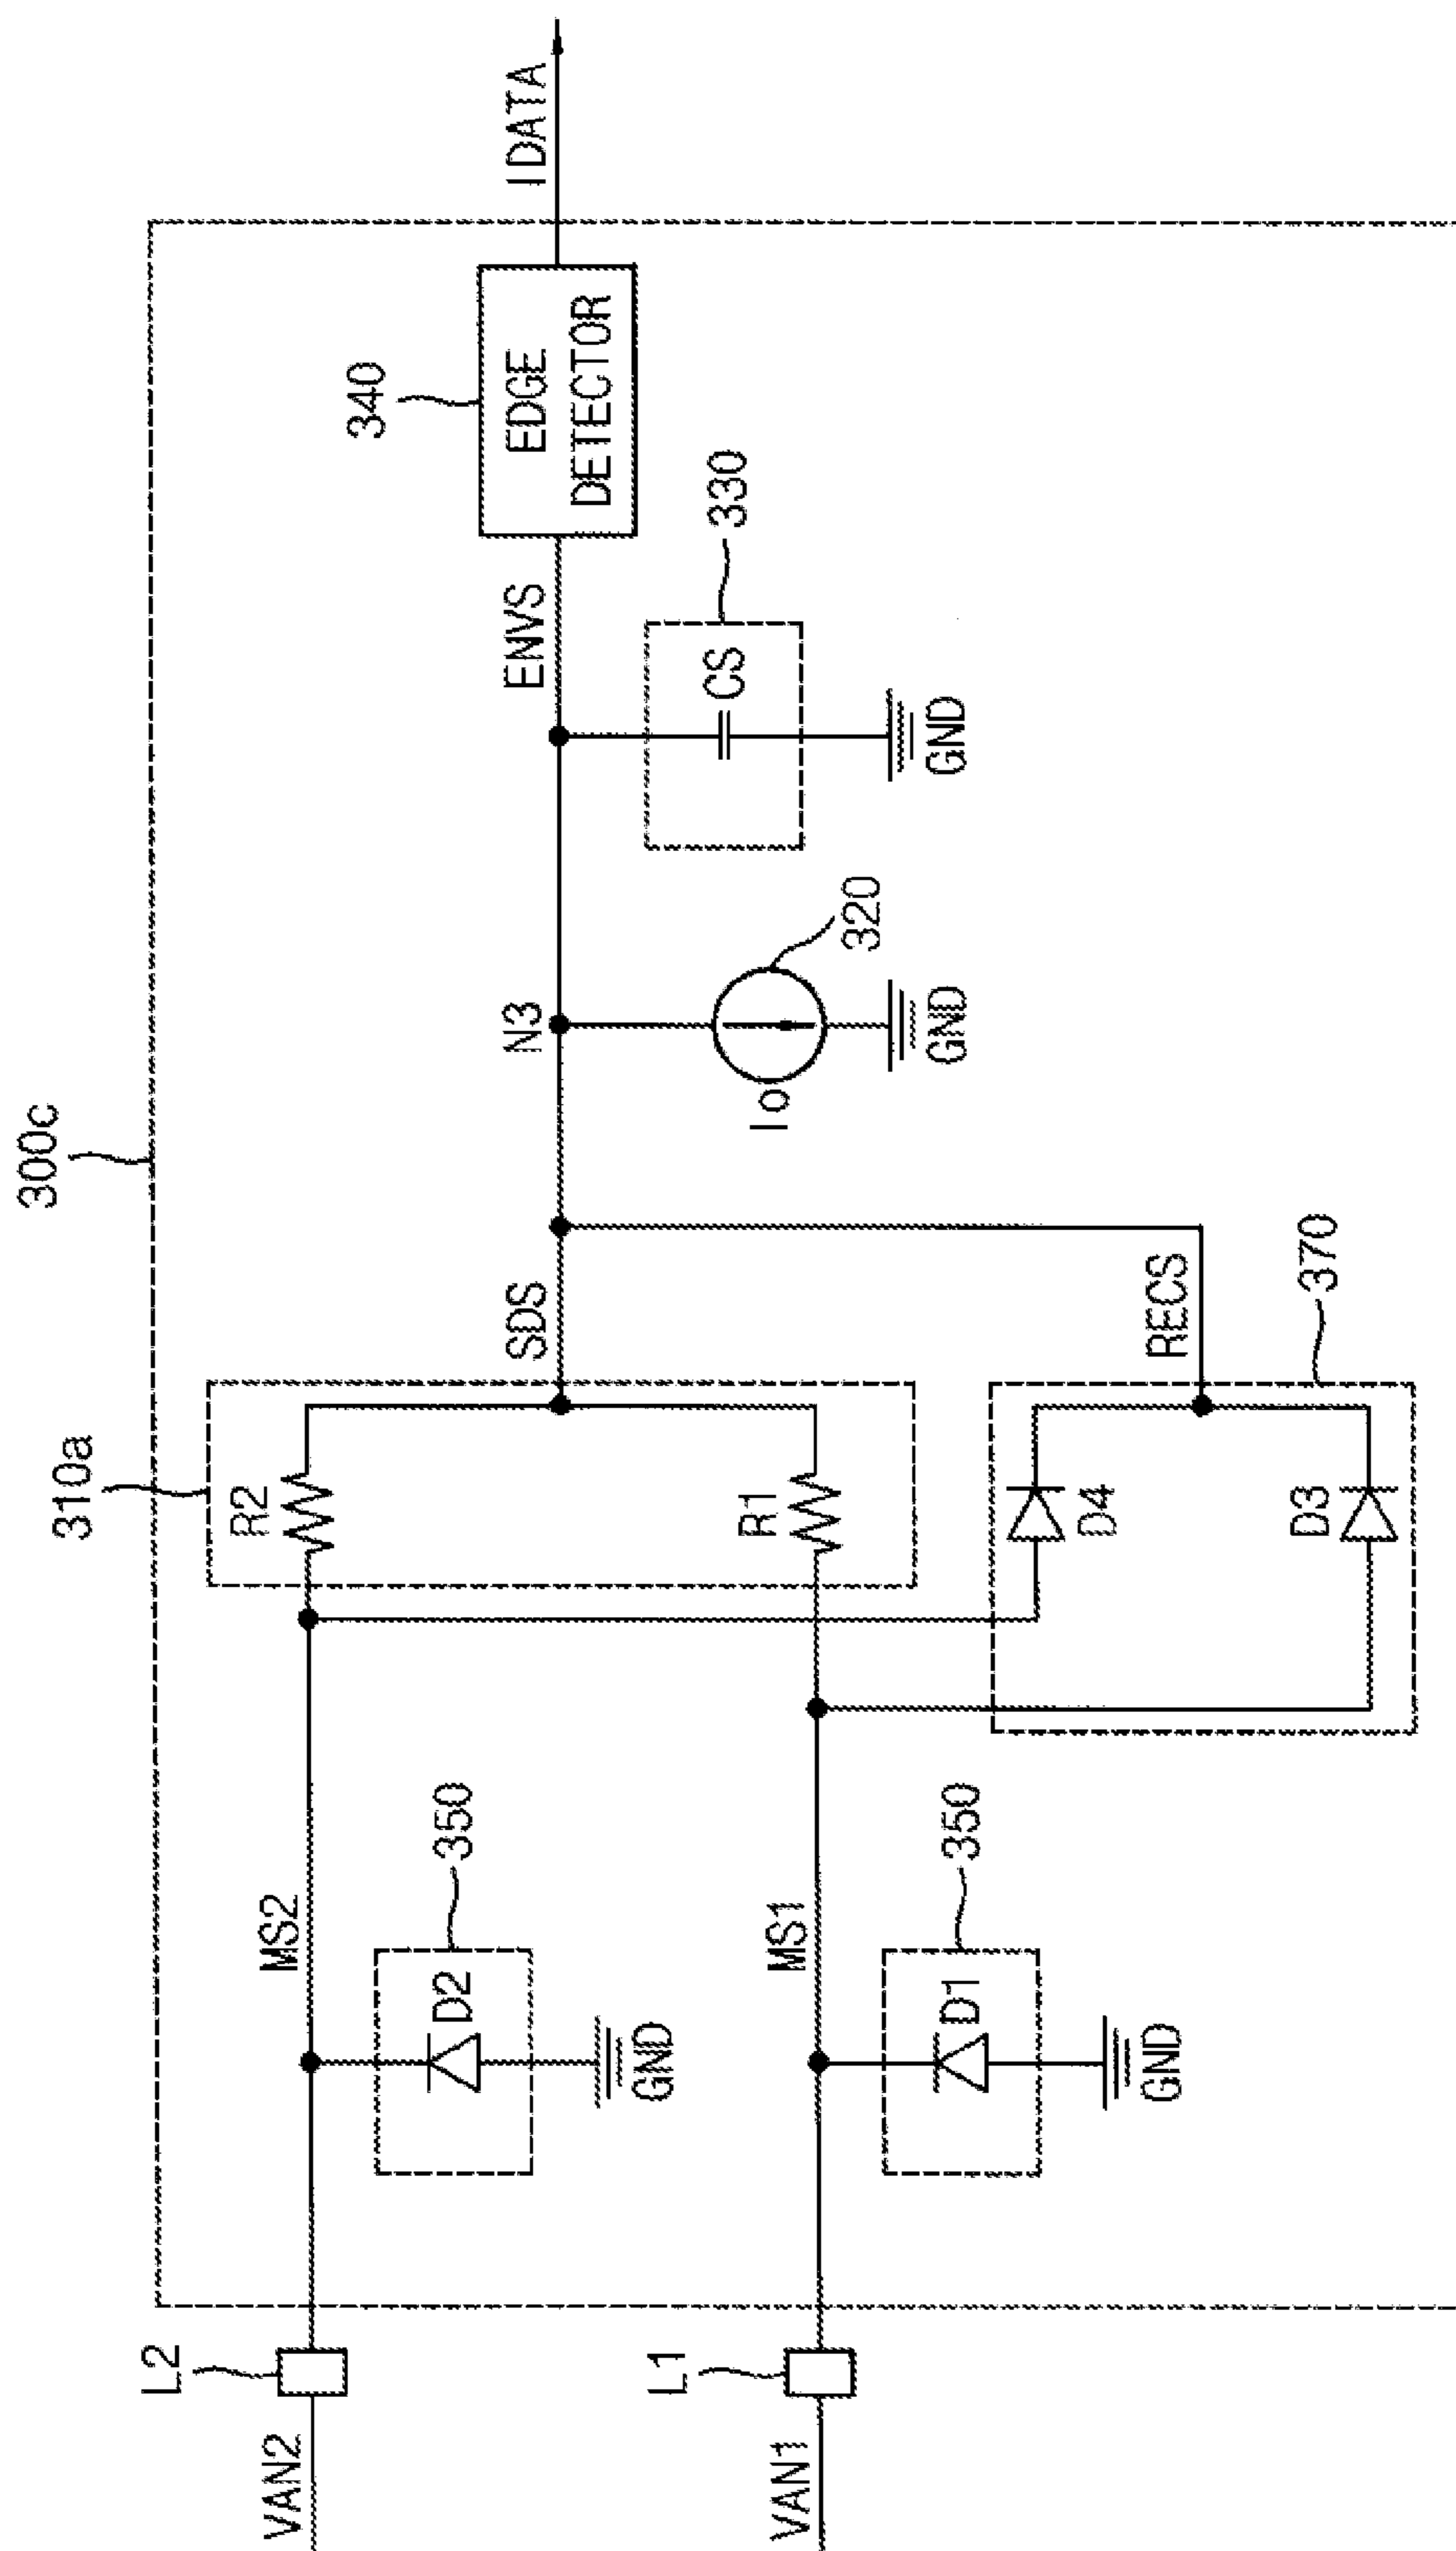 300c
310a
VAN2
L2
MS2
350
D2
GND
R2
SDS
N3
ENVS
340
EDGE
DETECTOR
IDATA
Io
320
GND
330
CS
GND
VAN1
L1
MS1
350
D1
GND
R1
RECS
370
D4
D3